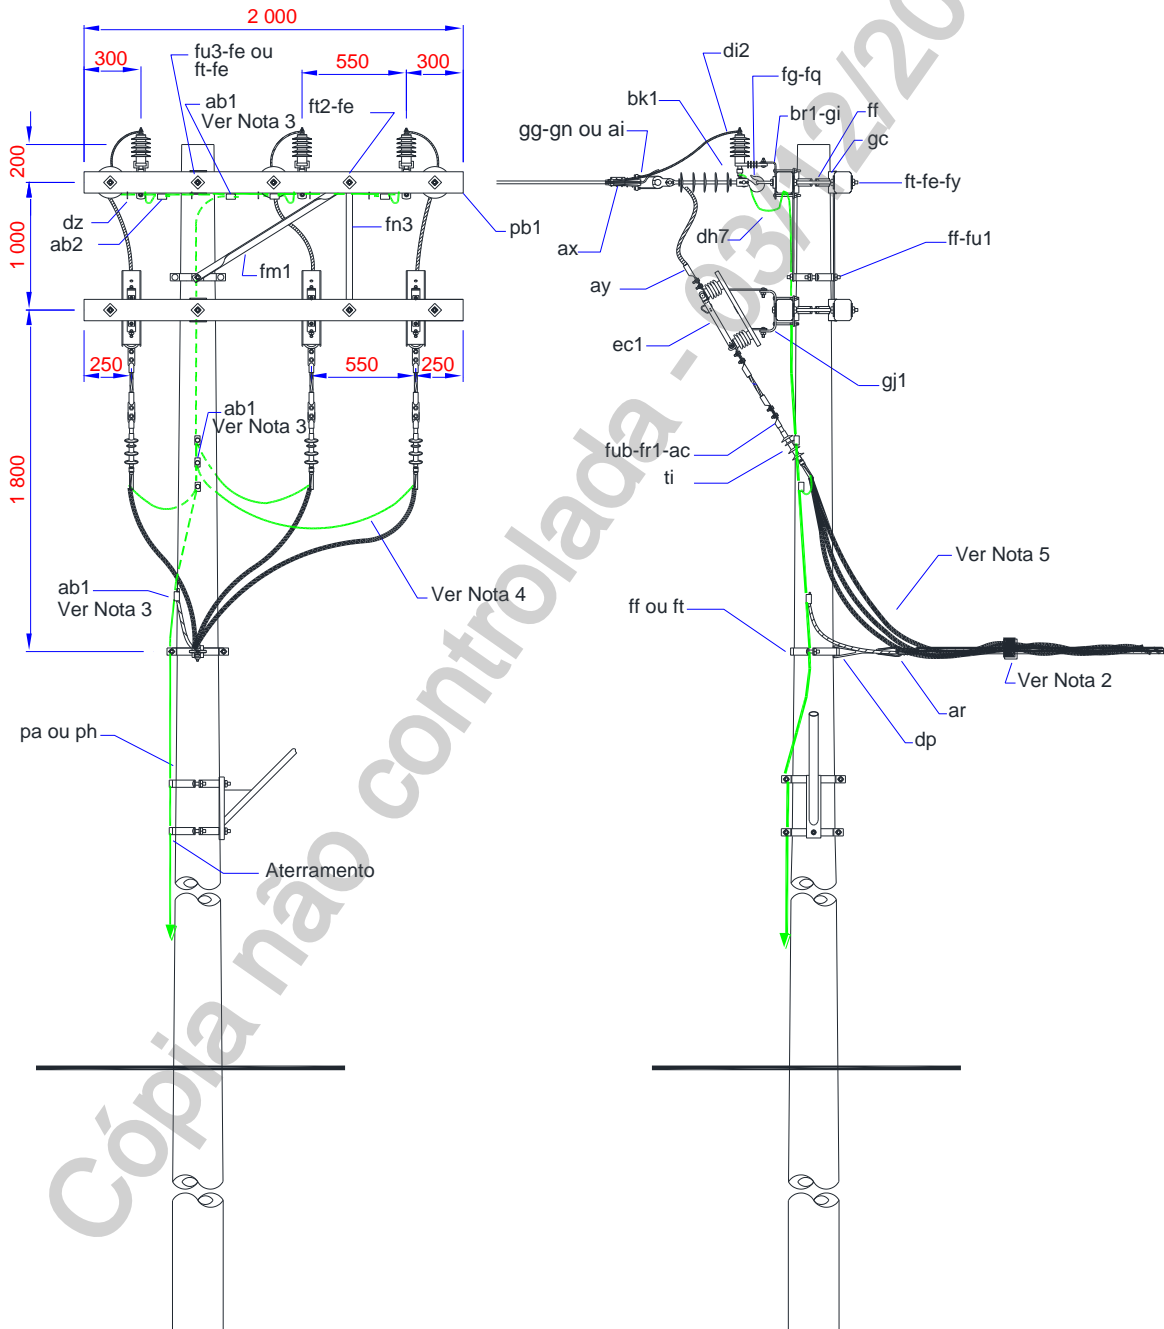 2 000
300
fu3-fe ou
ft-fe
550
300
ab1
Ver Nota 3
ft2-fe
200
dz
ab2
fm1
fn3
pb1
1 000
250
550
250
ab1
Ver Nota 3
1 800
ab1
Ver Nota 3
Ver Nota 4
pa ou ph
Aterramento
di2
fg-fq
bk1
br1-gi
ff
gc
gg-gn ou ai
ft-fe-fy
dh7
ax
ff-fu1
ay
ec1
gj1
fub-fr1-ac
ti
Ver Nota 5
ff ou ft
Ver Nota 2
ar
dp
Cópia não controlada - 03/12/20